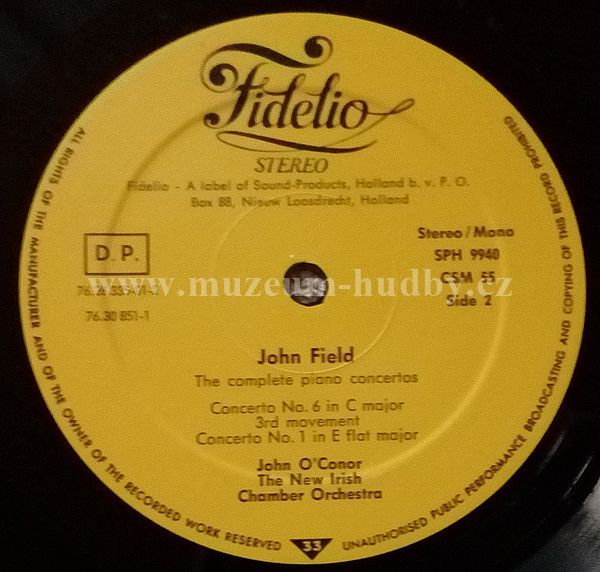 Fidelio
STEREO
Fidelio - A label of Sound-Products, Holland b. v. P. O.
Box 88, Nieuw Loosdrecht, Holland
D. P.
76.30 851-1
Stereo/Mono
SPH 9940
CSM 55
Side 2
www.muzeum-hudby.cz
John Field
The complete piano concertos
Concerto No. 6 in C major
3rd movement
Concerto No. 1 in E flat major
John O'Conor
The New Irish
Chamber Orchestra
ALL RIGHTS OF THE MANUFACTURER AND OF THE OWNER OF THE RECORDED WORK RESERVED
33
UNAUTHORISED PUBLIC PERFORMANCE BROADCASTING AND COPYING OF THIS RECORD PROHIBITED